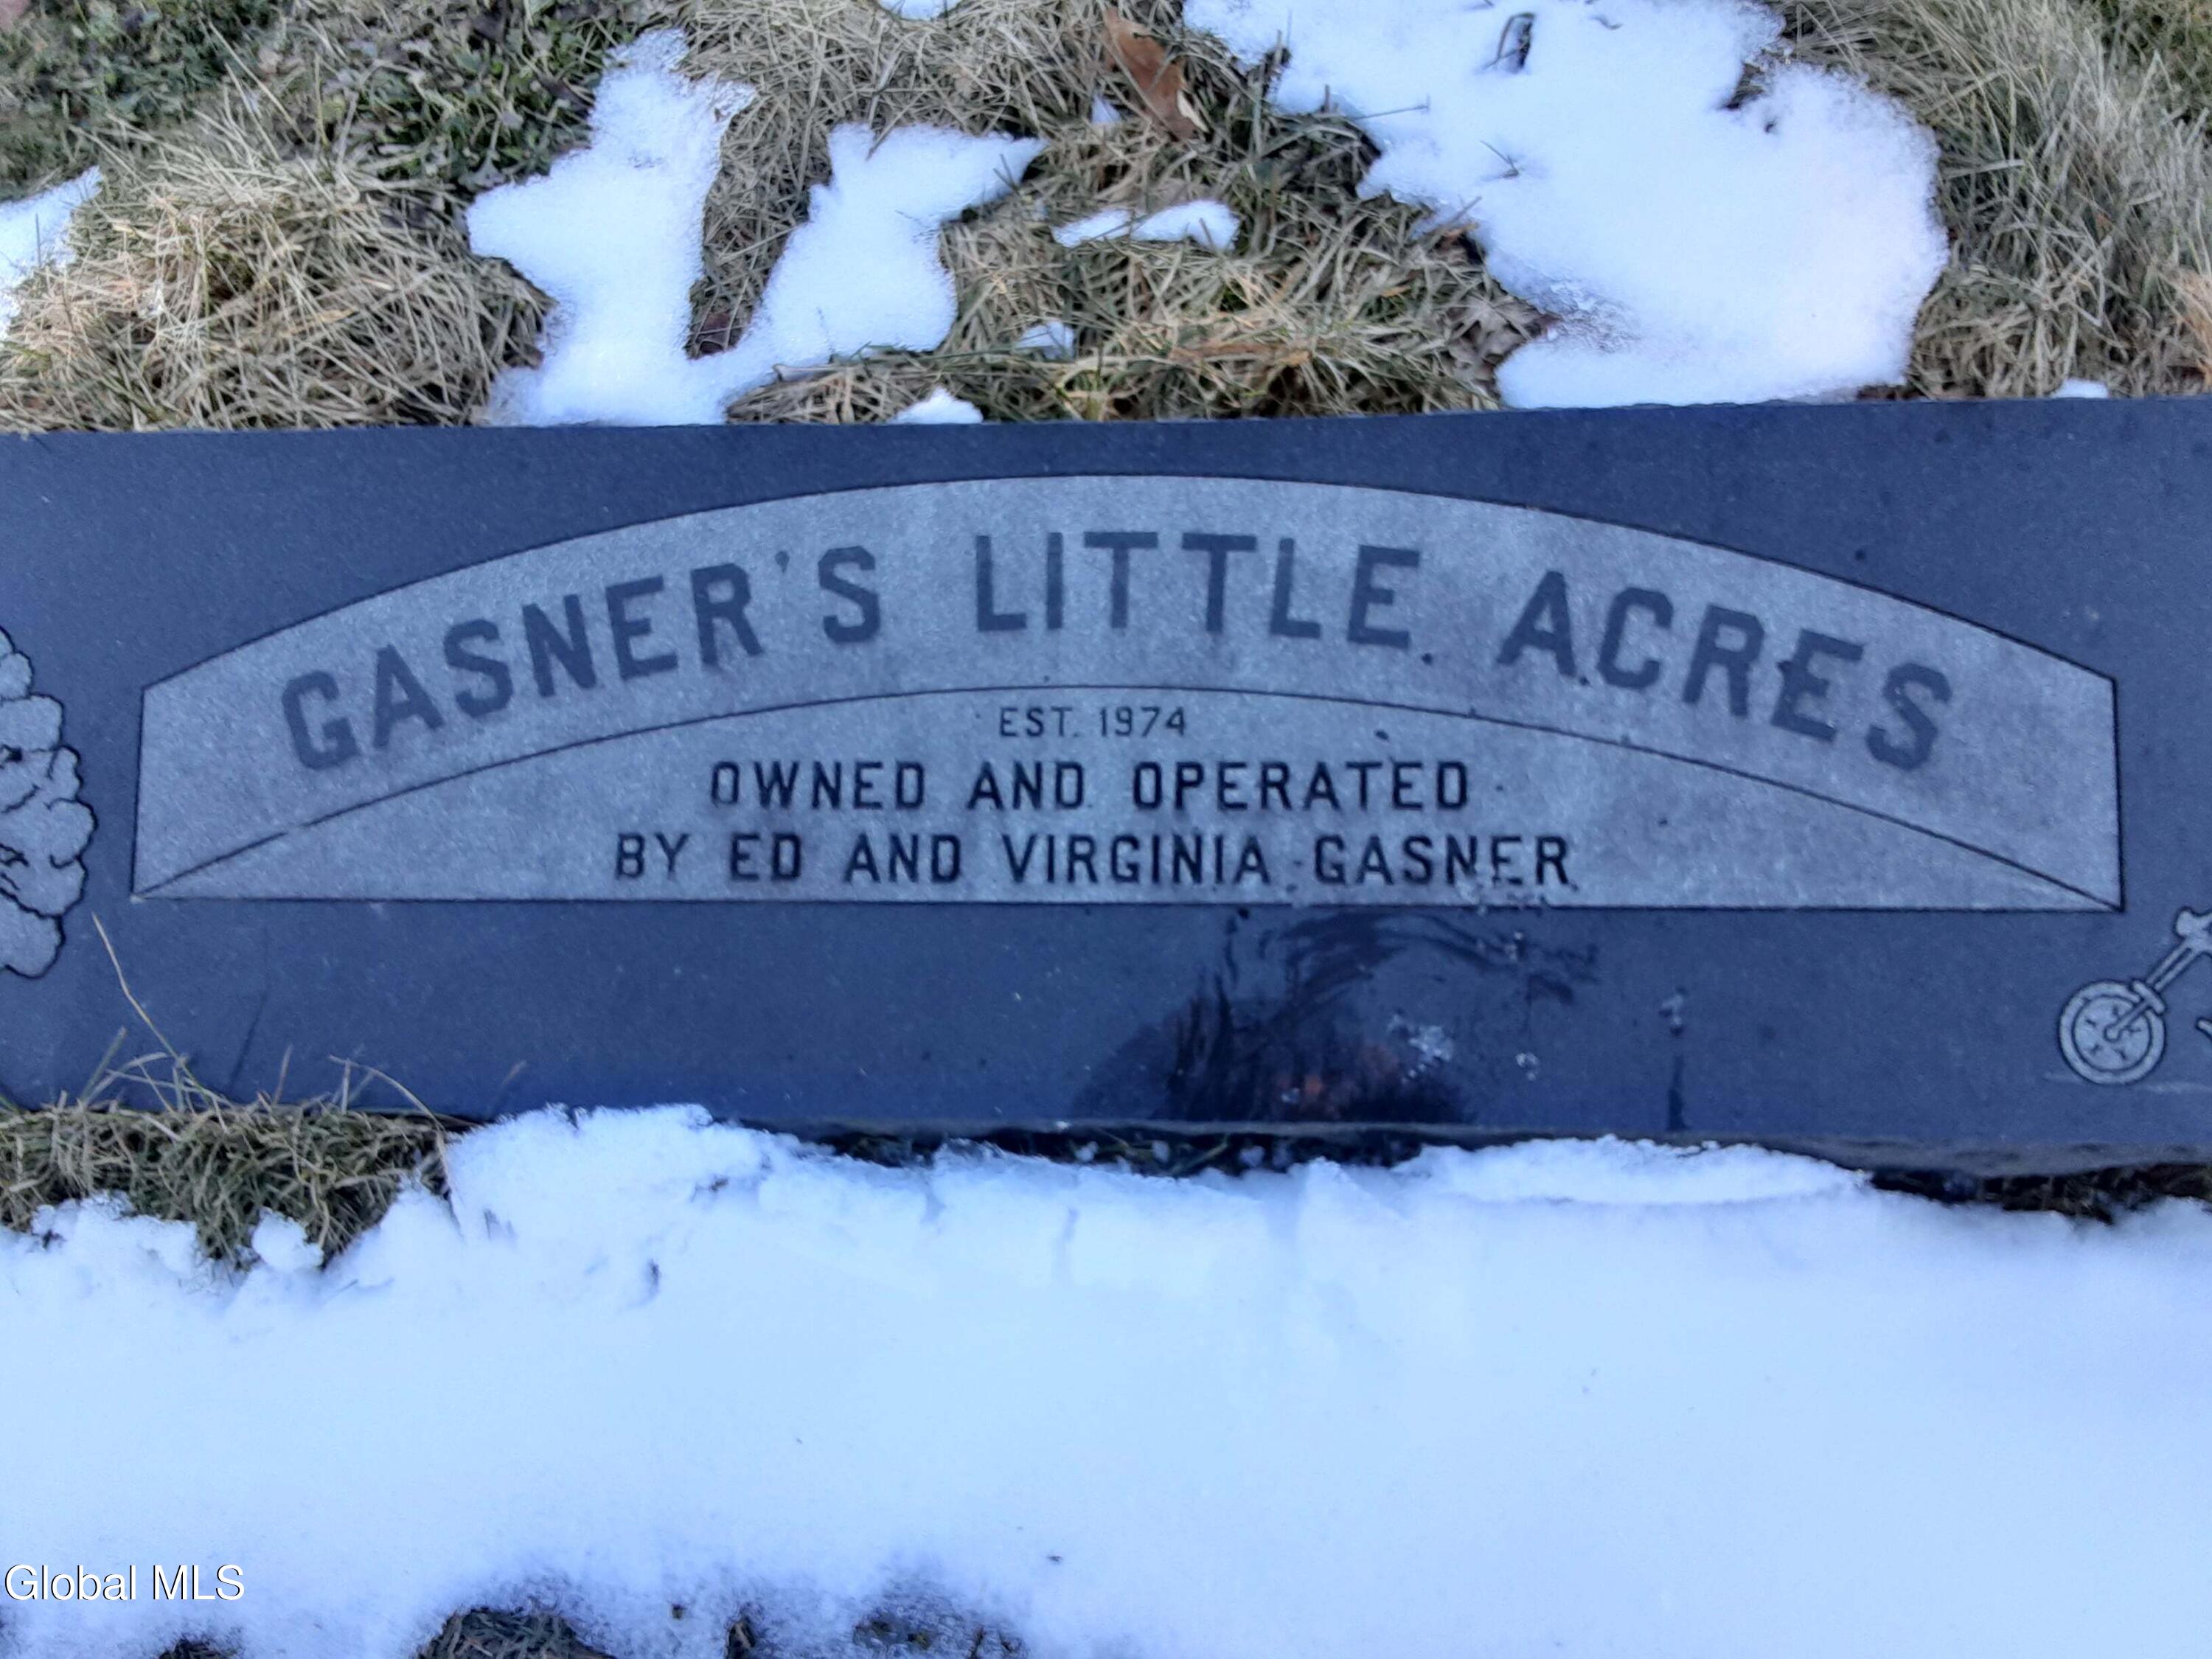 GASNER'S LITTLE ACRES
EST. 1974
OWNED AND OPERATED
BY ED AND VIRGINIA GASNER
Global MLS